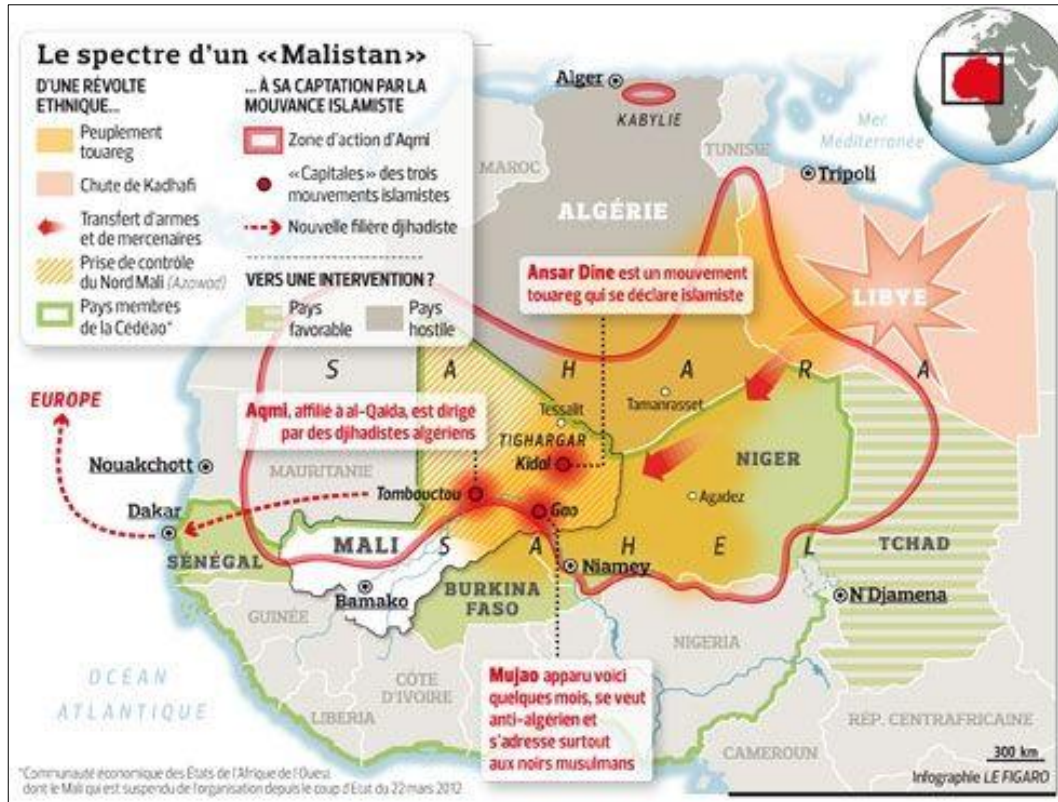 Le spectre d'un «Malistan»
D'UNE RÉVOLTE
ETHNIQUE...
Peuplement
touareg
Chute de Kadhafi
Transfert d'armes
et de mercenaires
Prise de contrôle
du Nord Mali (Azawad)
Pays membres
de la Cédéao*
... À SA CAPTATION PAR LA
MOUVANCE ISLAMISTE
Zone d'action d'Aqmi
«Capitales» des trois
mouvements islamistes
Nouvelle filière djihadiste
VERS UNE INTERVENTION ?
Pays
favorable
Pays
hostile
Alger
KABYLIE
Mer
Méditerranée
MAROC
TUNISIE
Tripoli
ALGÉRIE
LIBYE
Ansar Dine est un mouvement
touareg qui se déclare islamiste
S A H A R A
EUROPE
Aqmi, affilié à al-Qaida, est dirigé
par des djihadistes algériens
Tessalit
Tamanrasset
TIGHARGAR
Kidal
NIGER
Nouakchott
MAURITANIE
Tombouctou
Agadez
Gao
Dakar
SÉNÉGAL
MALI
S A H E L
TCHAD
Niamey
Bamako
BURKINA
FASO
N'Djamena
GUINÉE
NIGERIA
OCÉAN
ATLANTIQUE
CÔTE
D'IVOIRE
LIBERIA
Mujao apparu voici
quelques mois, se veut
anti-algérien et
s'adresse surtout
aux noirs musulmans
RÉP. CENTRAFRICAINE
CAMEROUN
300 km
*Communauté économique des États de l'Afrique de l'Ouest
dont le Mali qui est suspendu de l'organisation depuis le coup d'État du 22 mars 2012
Infographie LE FIGARO